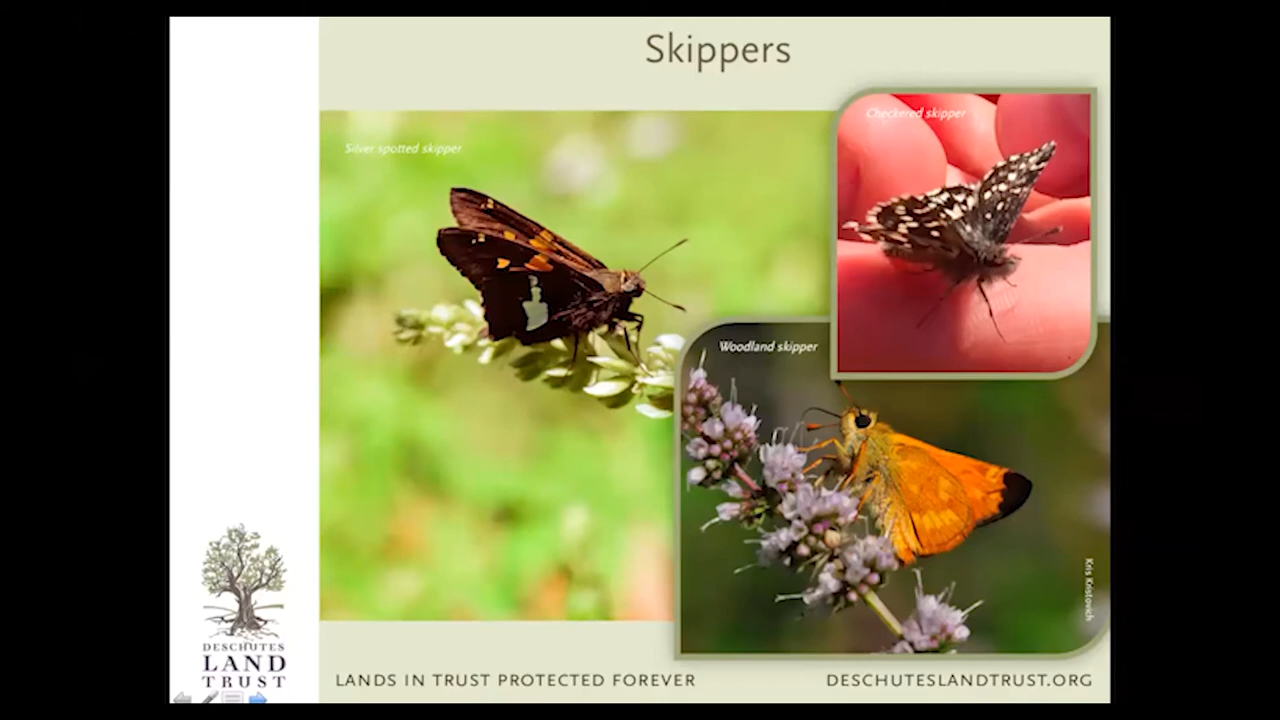 Skippers
Silver spotted skipper
Checkered skipper
Woodland skipper
Kris Kristovich
DESCHUTES
LAND
TRUST
LANDS IN TRUST PROTECTED FOREVER
DESCHUTESLANDTRUST.ORG